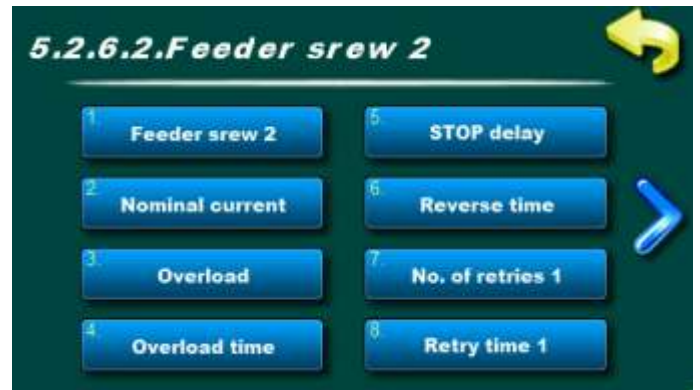 5.2.6.2.Feeder srew 2
1.
Feeder srew 2
2.
Nominal current
3.
Overload
4.
Overload time
5.
STOP delay
6.
Reverse time
7.
No. of retries 1
8.
Retry time 1